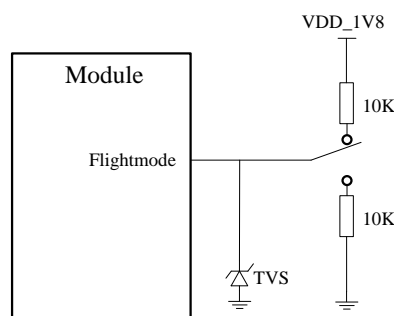 VDD_1V8
Module
10K
Flightmode
10K
TVS